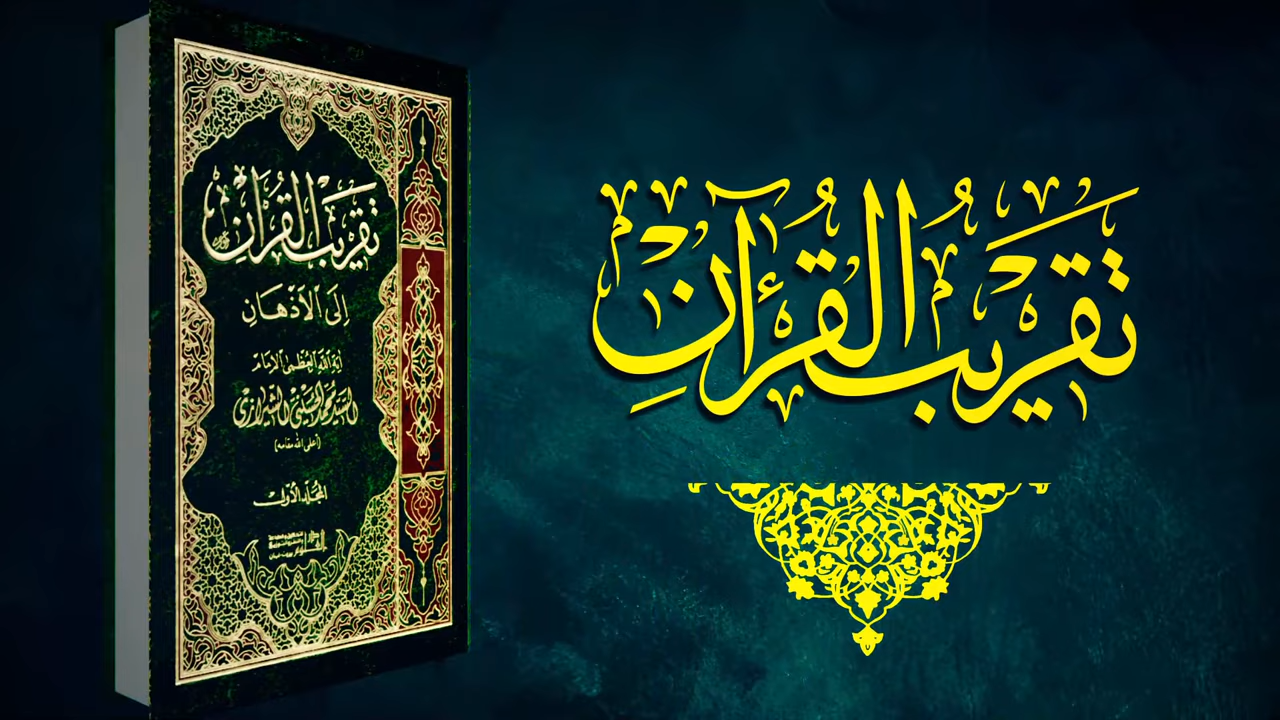 تقريب القرآن
إلى الأذهان
آية الله العظمى الإمام
السيد محمد الحسيني الشيرازي
(أعلى الله مقامه)
المجلد الأول
تقريب القرآن